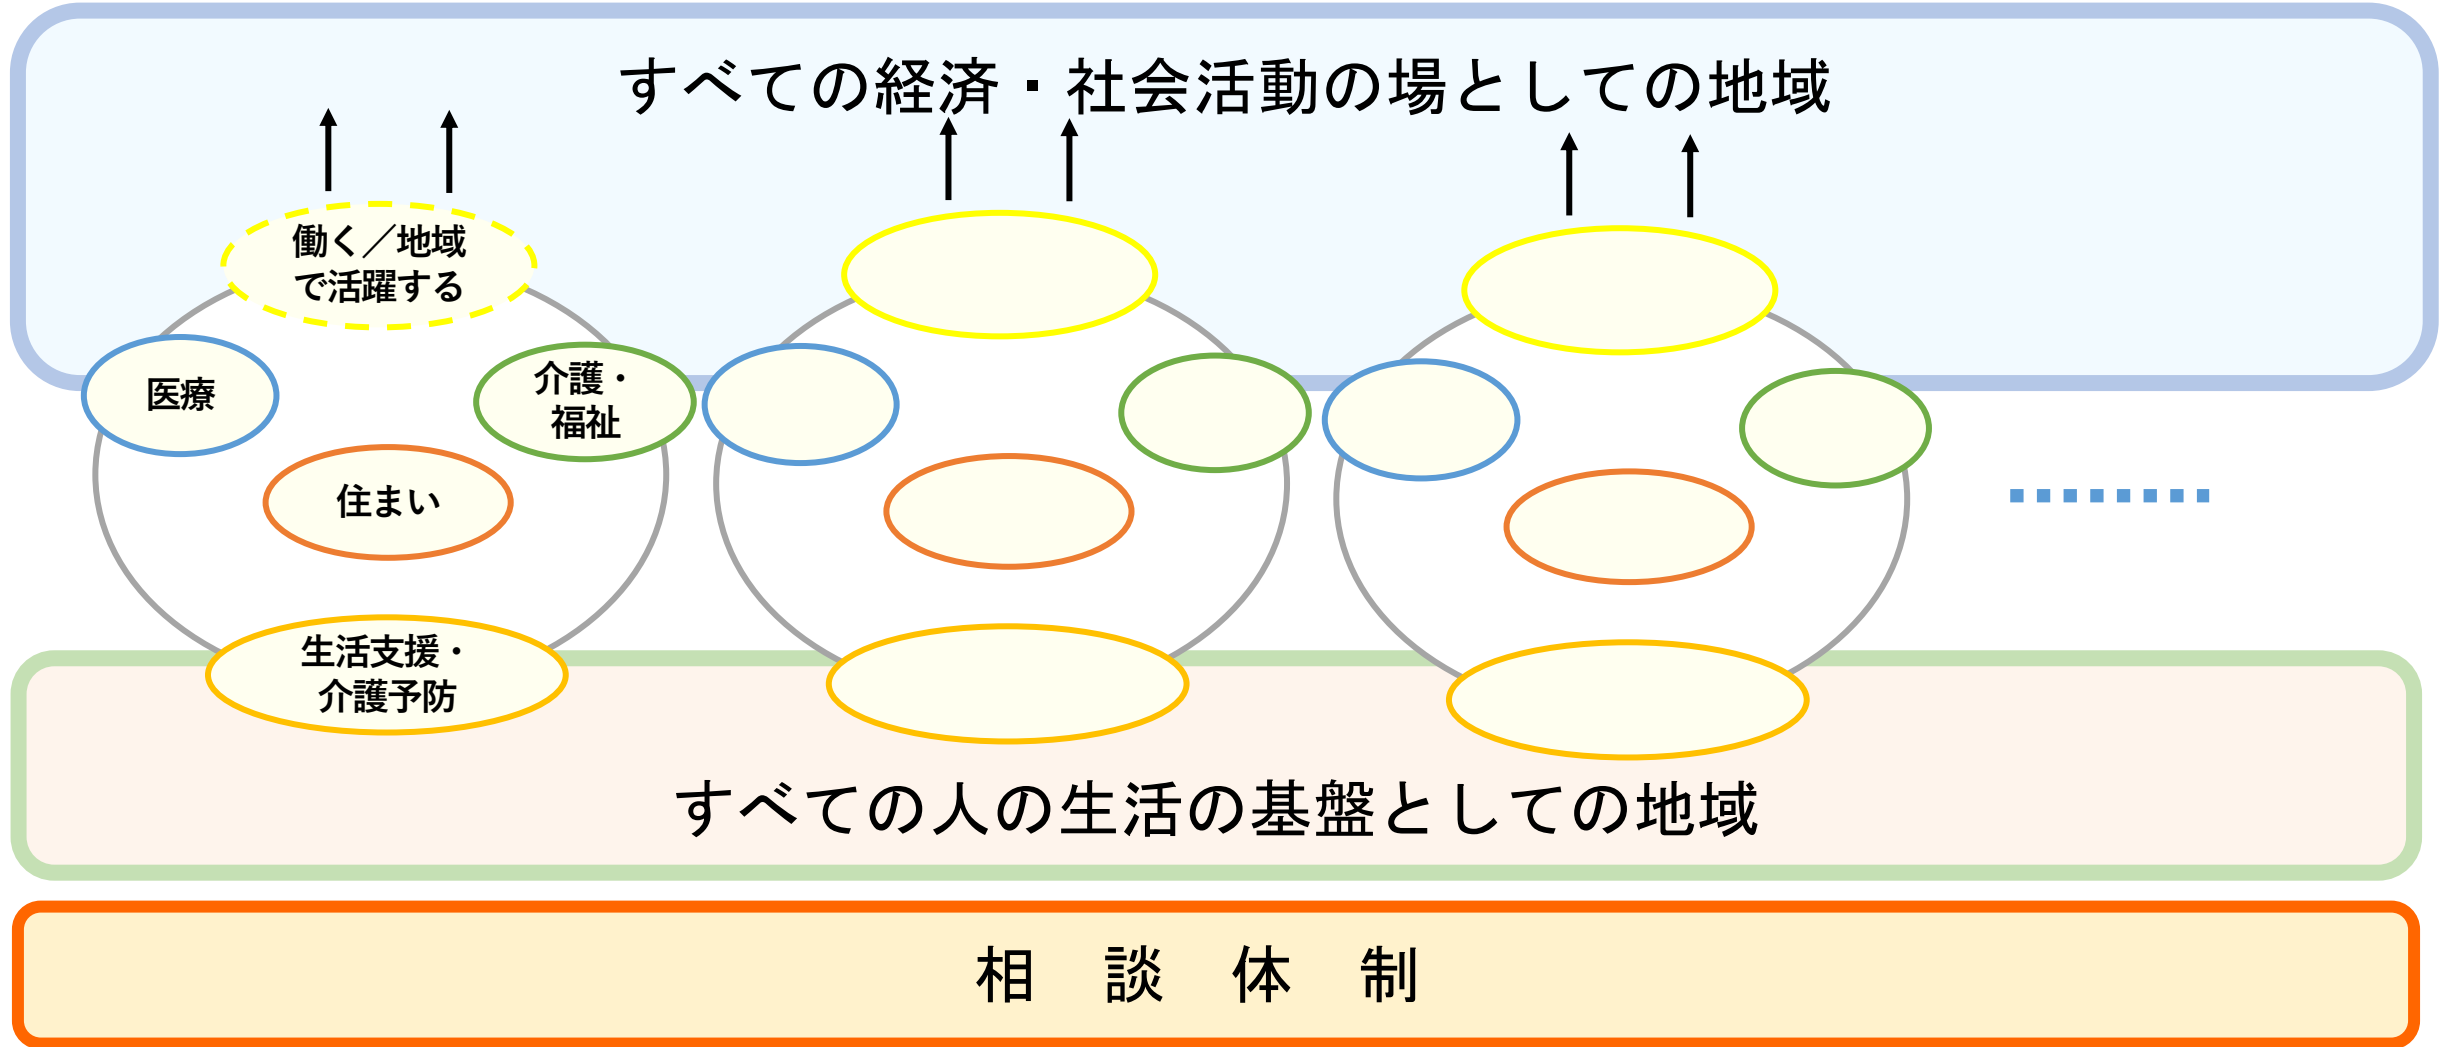 すべての経済・社会活動の場としての地域
働く／地域
で活躍する
医療
介護・
福祉
住まい
生活支援・
介護予防
すべての人の生活の基盤としての地域
相　談　体　制